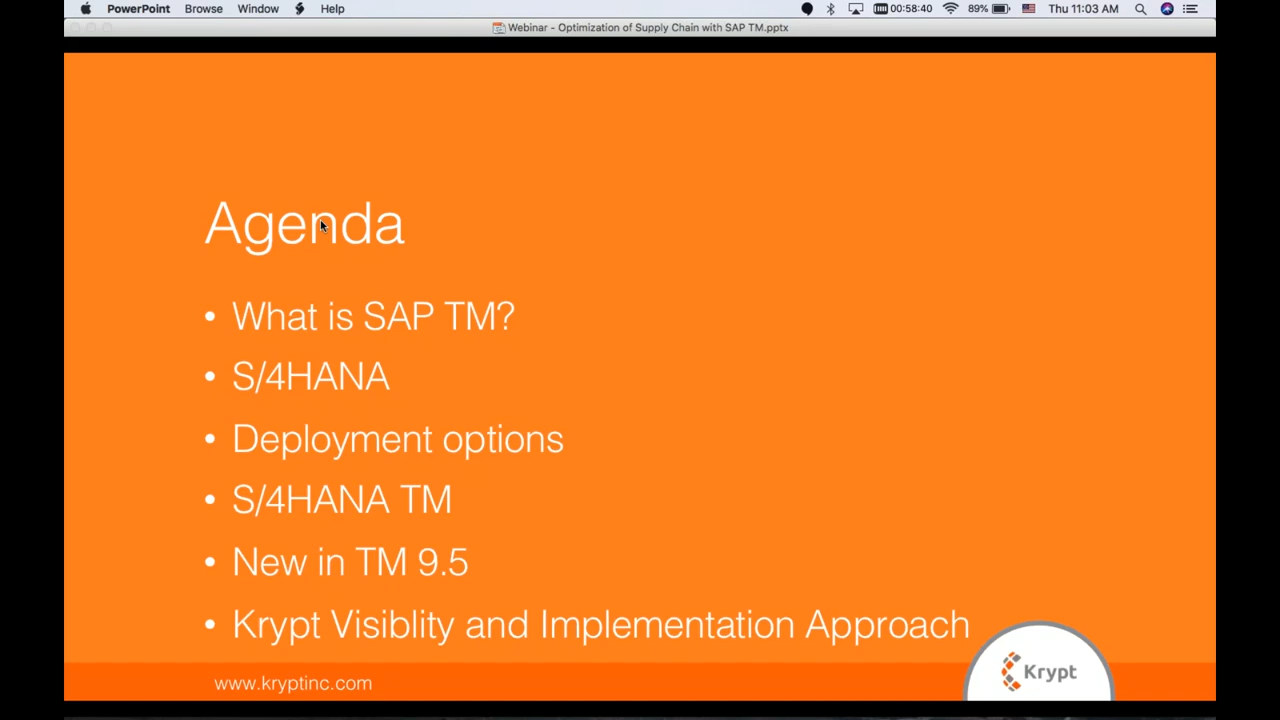 PowerPoint Browse Window Help 00:58:40 89% Thu 11:03 AM
Webinar - Optimization of Supply Chain with SAP TM.pptx
Agenda
• What is SAP TM?
• S/4HANA
• Deployment options
• S/4HANA TM
• New in TM 9.5
• Krypt Visiblity and Implementation Approach
www.kryptinc.com
Krypt